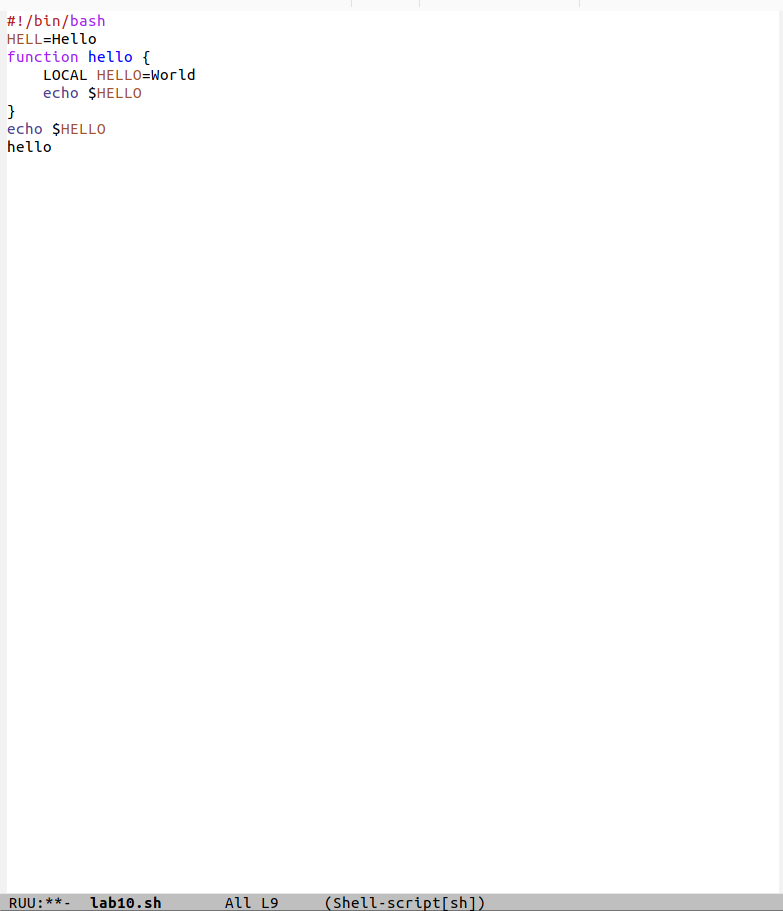 #!/bin/bash
HELL=Hello
function hello {
    LOCAL HELLO=World
    echo $HELLO
}
echo $HELLO
hello
RUU:**-  lab10.sh       All L9     (Shell-script[sh])